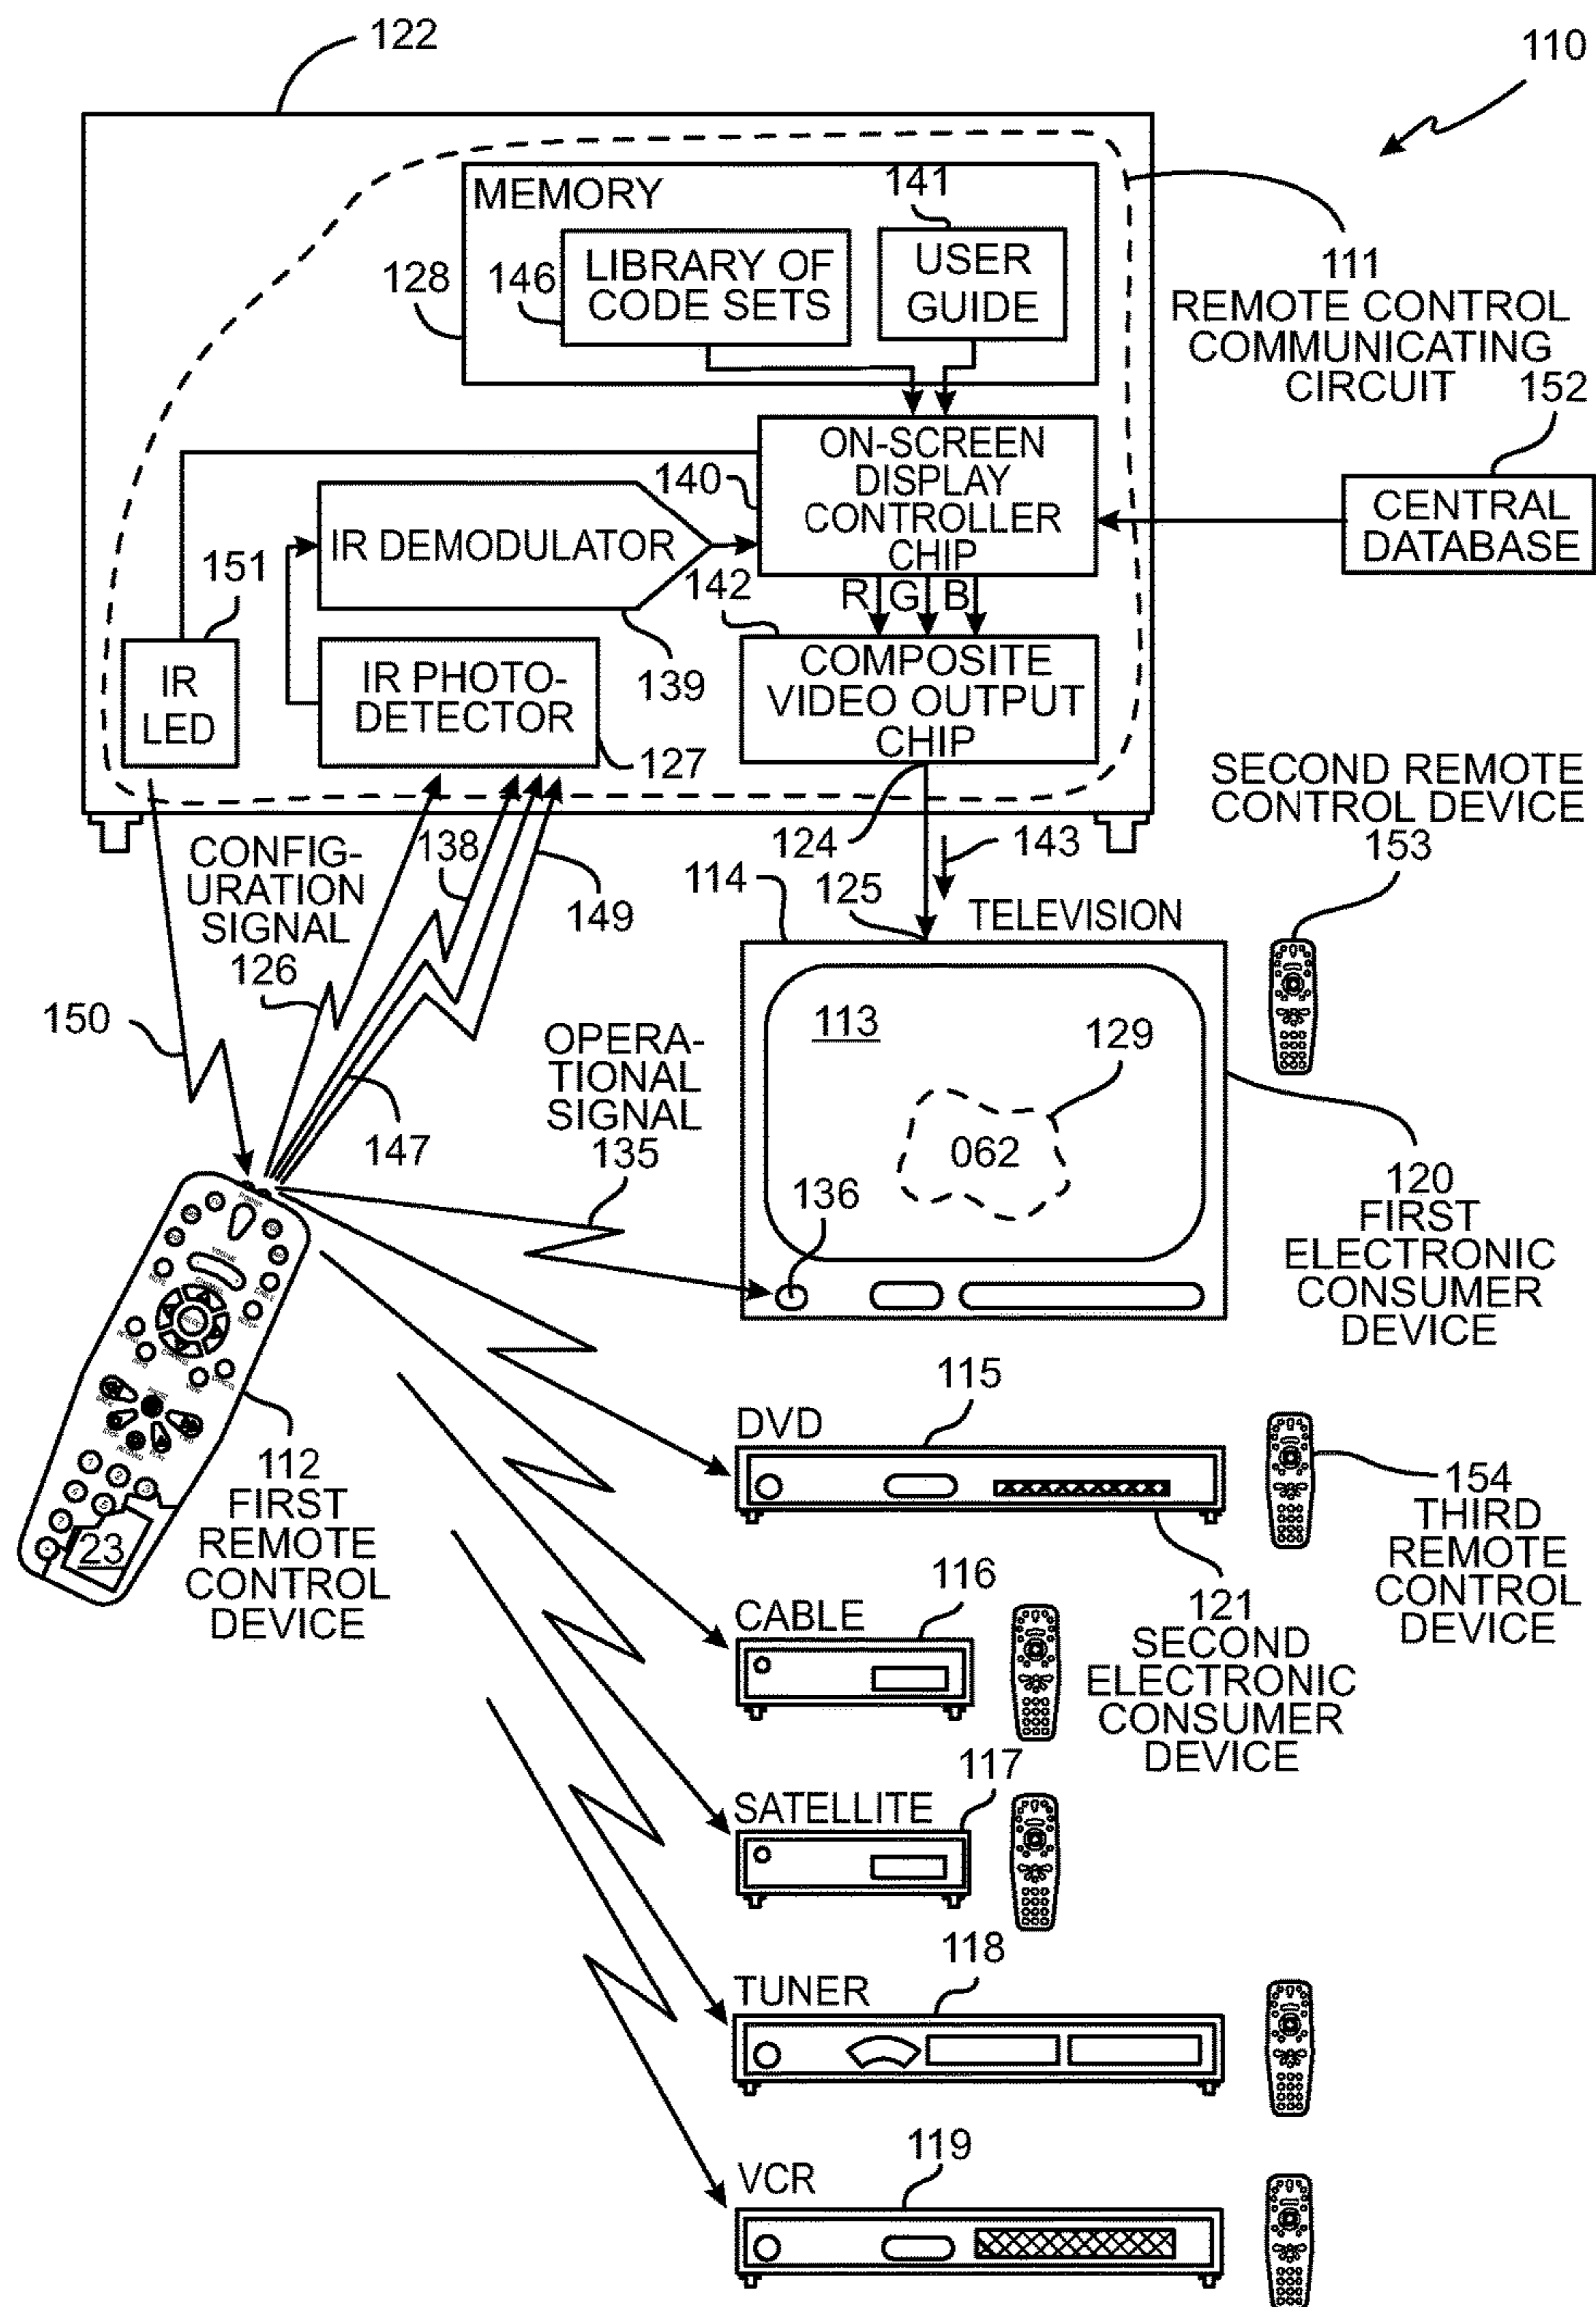 122
110
MEMORY
141
128
146
LIBRARY OF
CODE SETS
USER
GUIDE
111
REMOTE CONTROL
COMMUNICATING
CIRCUIT
152
CENTRAL
DATABASE
140
ON-SCREEN
DISPLAY
CONTROLLER
CHIP
IR DEMODULATOR
151
142
R G B
IR
LED
IR PHOTO-
DETECTOR
139
127
COMPOSITE
VIDEO OUTPUT
CHIP
SECOND REMOTE
CONTROL DEVICE
153
CONFIG-
URATION
SIGNAL
126
138
149
124
143
114
125
TELEVISION
150
147
OPERA-
TIONAL
SIGNAL
135
113
129
062
136
120
FIRST
ELECTRONIC
CONSUMER
DEVICE
POWER
VOLUME
112
FIRST
REMOTE
CONTROL
DEVICE
1
2
3
23
115
DVD
154
THIRD
REMOTE
CONTROL
DEVICE
121
SECOND
ELECTRONIC
CONSUMER
DEVICE
116
CABLE
117
SATELLITE
118
TUNER
119
VCR